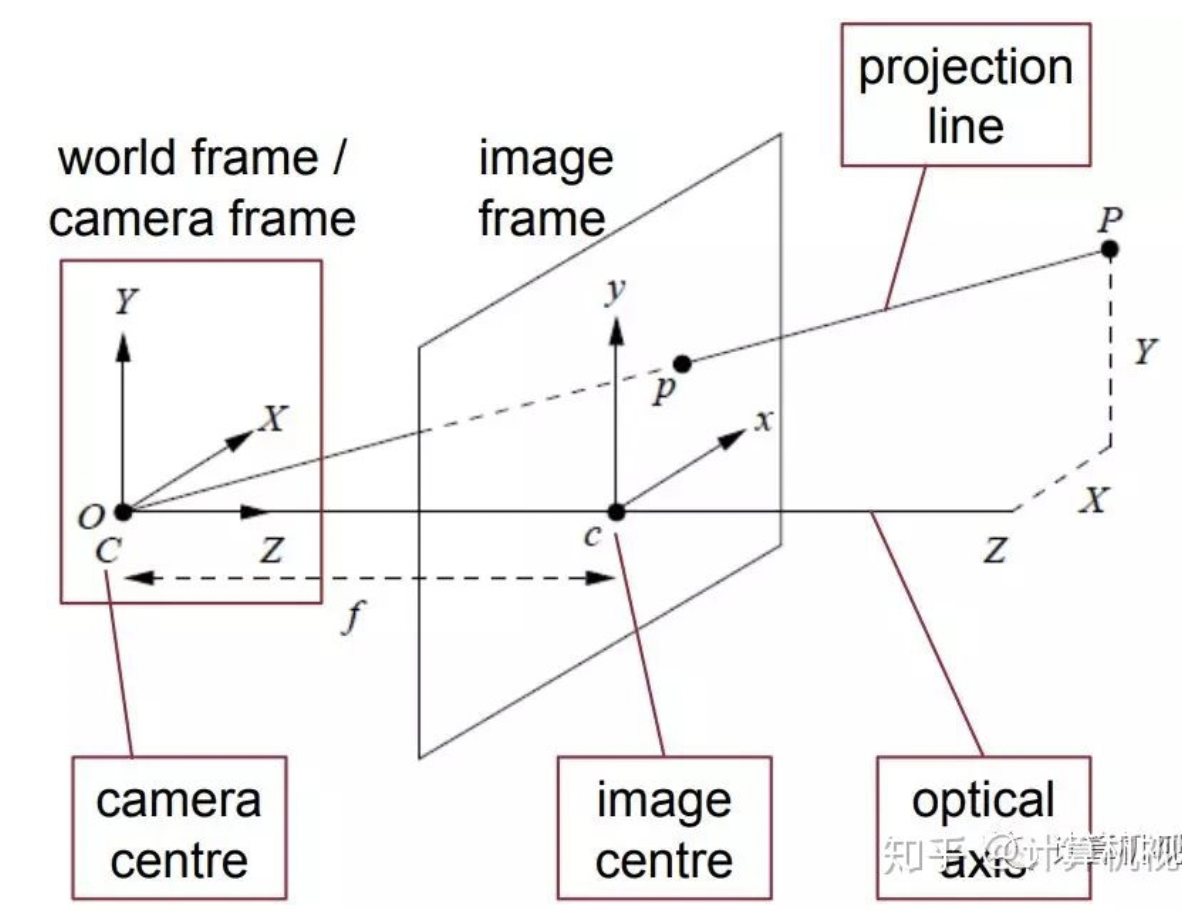 projection
line
world frame /
camera frame
image
frame
P
Y
y
Y
p
X
x
O
C
Z
c
X
Z
f
camera
centre
image
centre
optical
axis
知乎 @计算机视